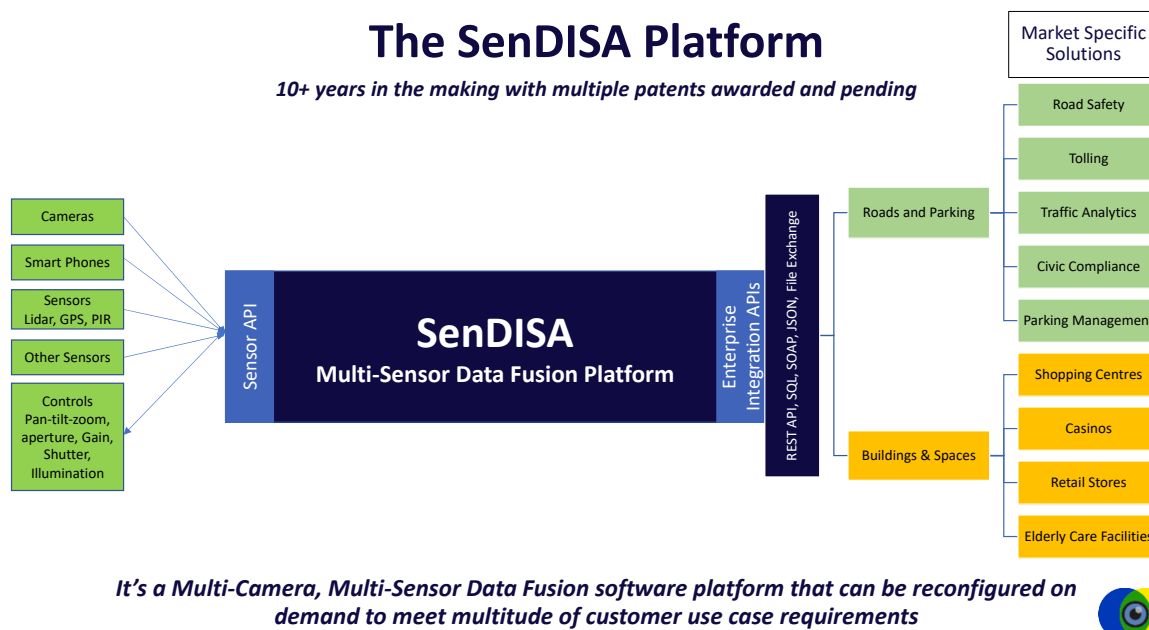 The SenDISA Platform
10+ years in the making with multiple patents awarded and pending
Market Specific
Solutions
Cameras
Smart Phones
Sensors
Lidar, GPS, PIR
Other Sensors
Controls
Pan-tilt-zoom,
aperture, Gain,
Shutter,
Illumination
Sensor API
SenDISA
Multi-Sensor Data Fusion Platform
Enterprise
Integration APIs
REST API, SQL, SOAP, JSON, File Exchange
Roads and Parking
Road Safety
Tolling
Traffic Analytics
Civic Compliance
Parking Management
Buildings & Spaces
Shopping Centres
Casinos
Retail Stores
Elderly Care Facilities
It's a Multi-Camera, Multi-Sensor Data Fusion software platform that can be reconfigured on
demand to meet multitude of customer use case requirements